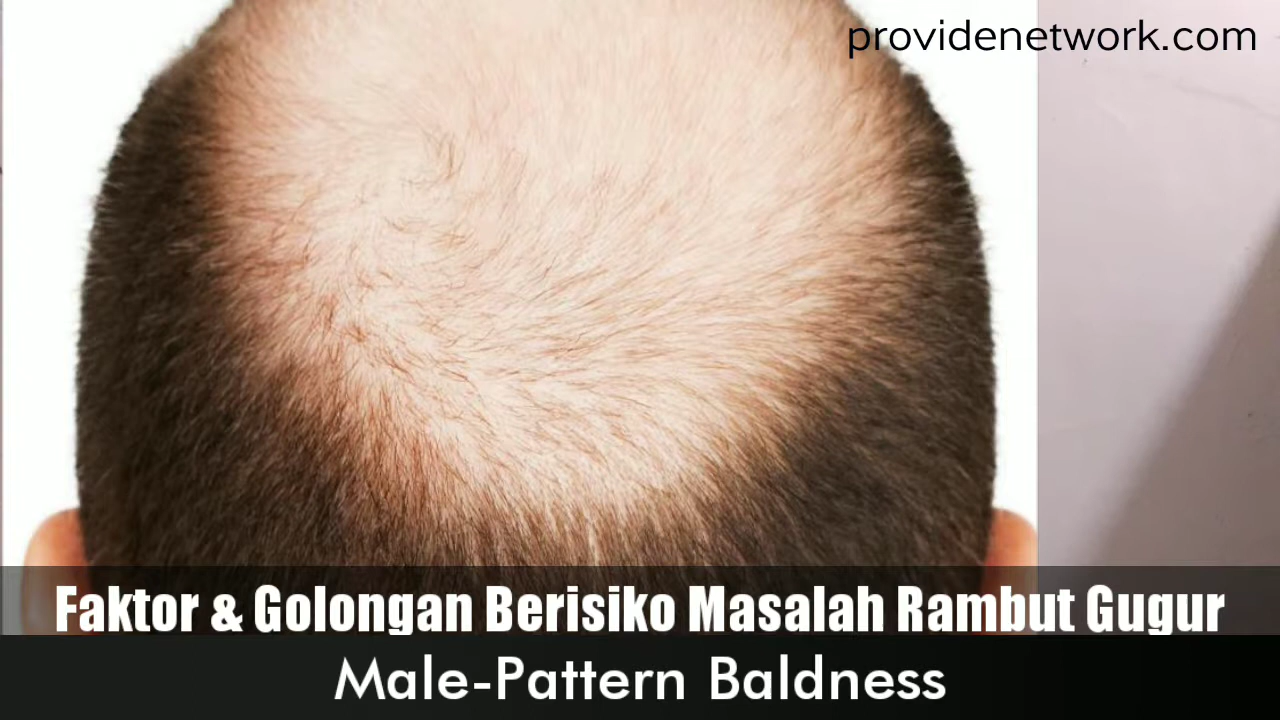 providenetwork.com
Faktor & Golongan Berisiko Masalah Rambut Gugur
Male-Pattern Baldness